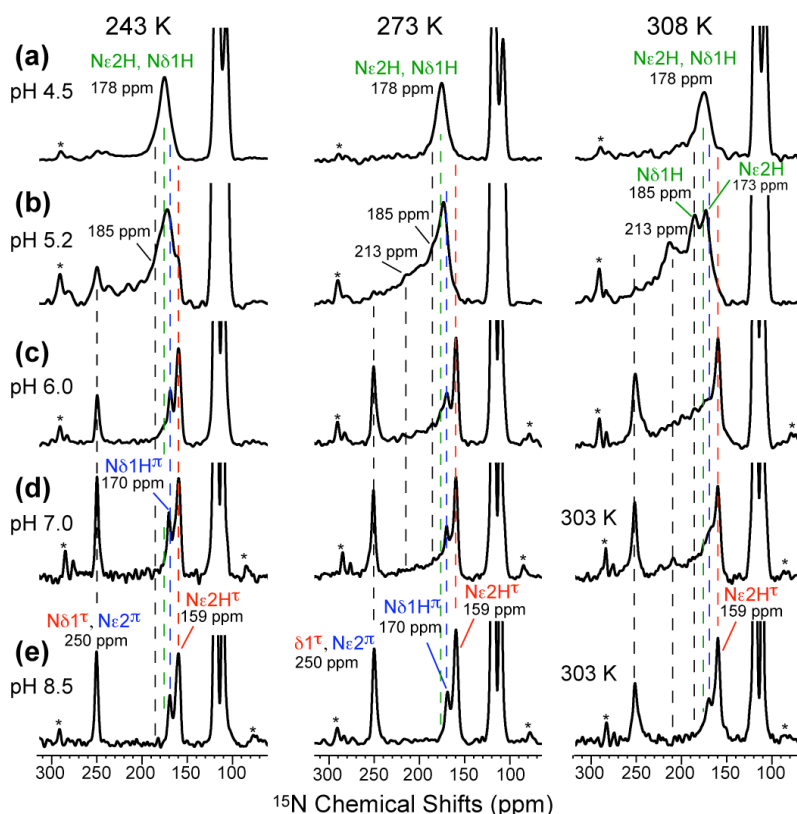 243 K 273 K 308 K
(a)
pH 4.5
Nε2H, Nδ1H
178 ppm
*
Nε2H, Nδ1H
178 ppm
*
Nε2H, Nδ1H
178 ppm
*
(b)
pH 5.2
185 ppm
*
185 ppm
213 ppm
*
Nδ1H
185 ppm
Nε2H
173 ppm
213 ppm
*
(c)
pH 6.0
*
* *
* *
(d)
pH 7.0
Nδ1Hπ
170 ppm
* *
* *
303 K
* *
(e)
pH 8.5
Nδ1τ, Nε2π
250 ppm
Nε2Hτ
159 ppm
* *
δ1τ, Nε2π
250 ppm
Nδ1Hπ
170 ppm
Nε2Hτ
159 ppm
* *
303 K
Nε2Hτ
159 ppm
* *
300 250 200 150 100
300 250 200 150 100
300 250 200 150 100
15N Chemical Shifts (ppm)